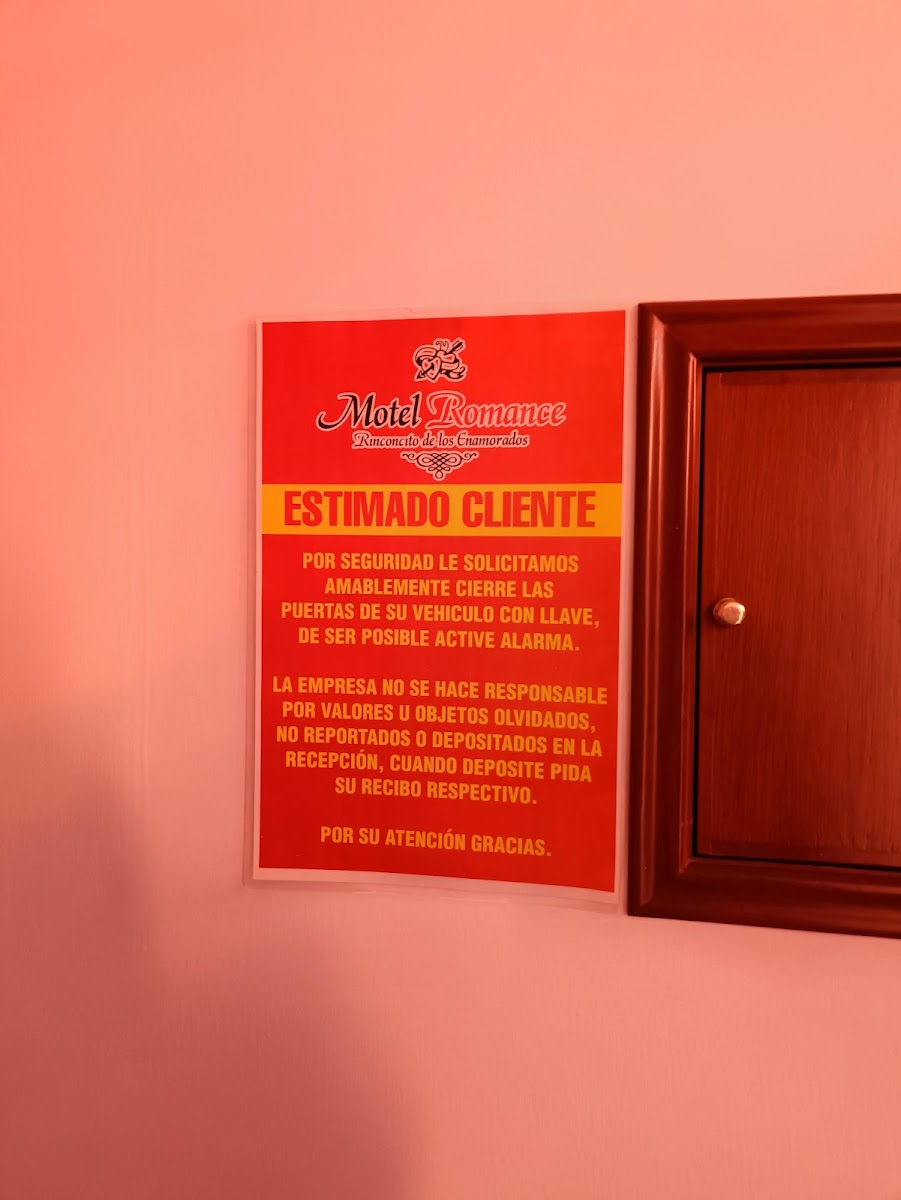 Motel Romance
Rinconcito de los Enamorados
ESTIMADO CLIENTE
POR SEGURIDAD LE SOLICITAMOS
AMABLEMENTE CIERRE LAS
PUERTAS DE SU VEHICULO CON LLAVE,
DE SER POSIBLE ACTIVE ALARMA.
LA EMPRESA NO SE HACE RESPONSABLE
POR VALORES U OBJETOS OLVIDADOS,
NO REPORTADOS O DEPOSITADOS EN LA
RECEPCIÓN, CUANDO DEPOSITE PIDA
SU RECIBO RESPECTIVO.
POR SU ATENCIÓN GRACIAS.